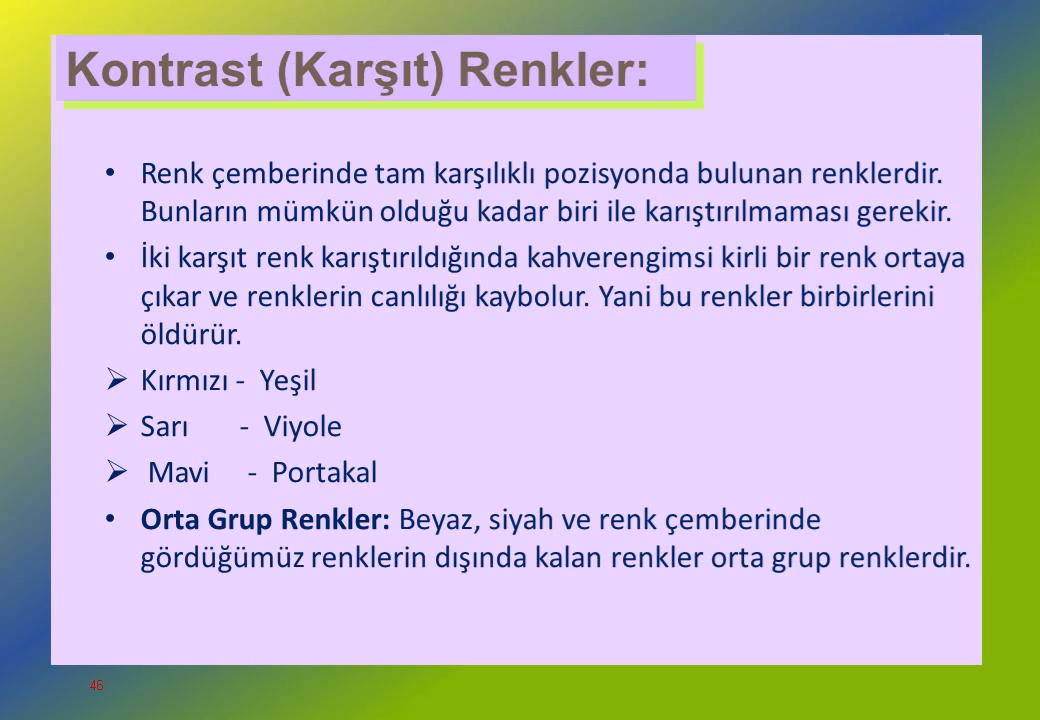 Kontrast (Karşıt) Renkler:
• Renk çemberinde tam karşılıklı pozisyonda bulunan renklerdir.
Bunların mümkün olduğu kadar biri ile karıştırılmaması gerekir.
• İki karşıt renk karıştırıldığında kahverengimsi kirli bir renk ortaya
çıkar ve renklerin canlılığı kaybolur. Yani bu renkler birbirlerini
öldürür.
➢ Kırmızı - Yeşil
➢ Sarı - Viyole
➢ Mavi - Portakal
• Orta Grup Renkler: Beyaz, siyah ve renk çemberinde
gördüğümüz renklerin dışında kalan renkler orta grup renklerdir.
46